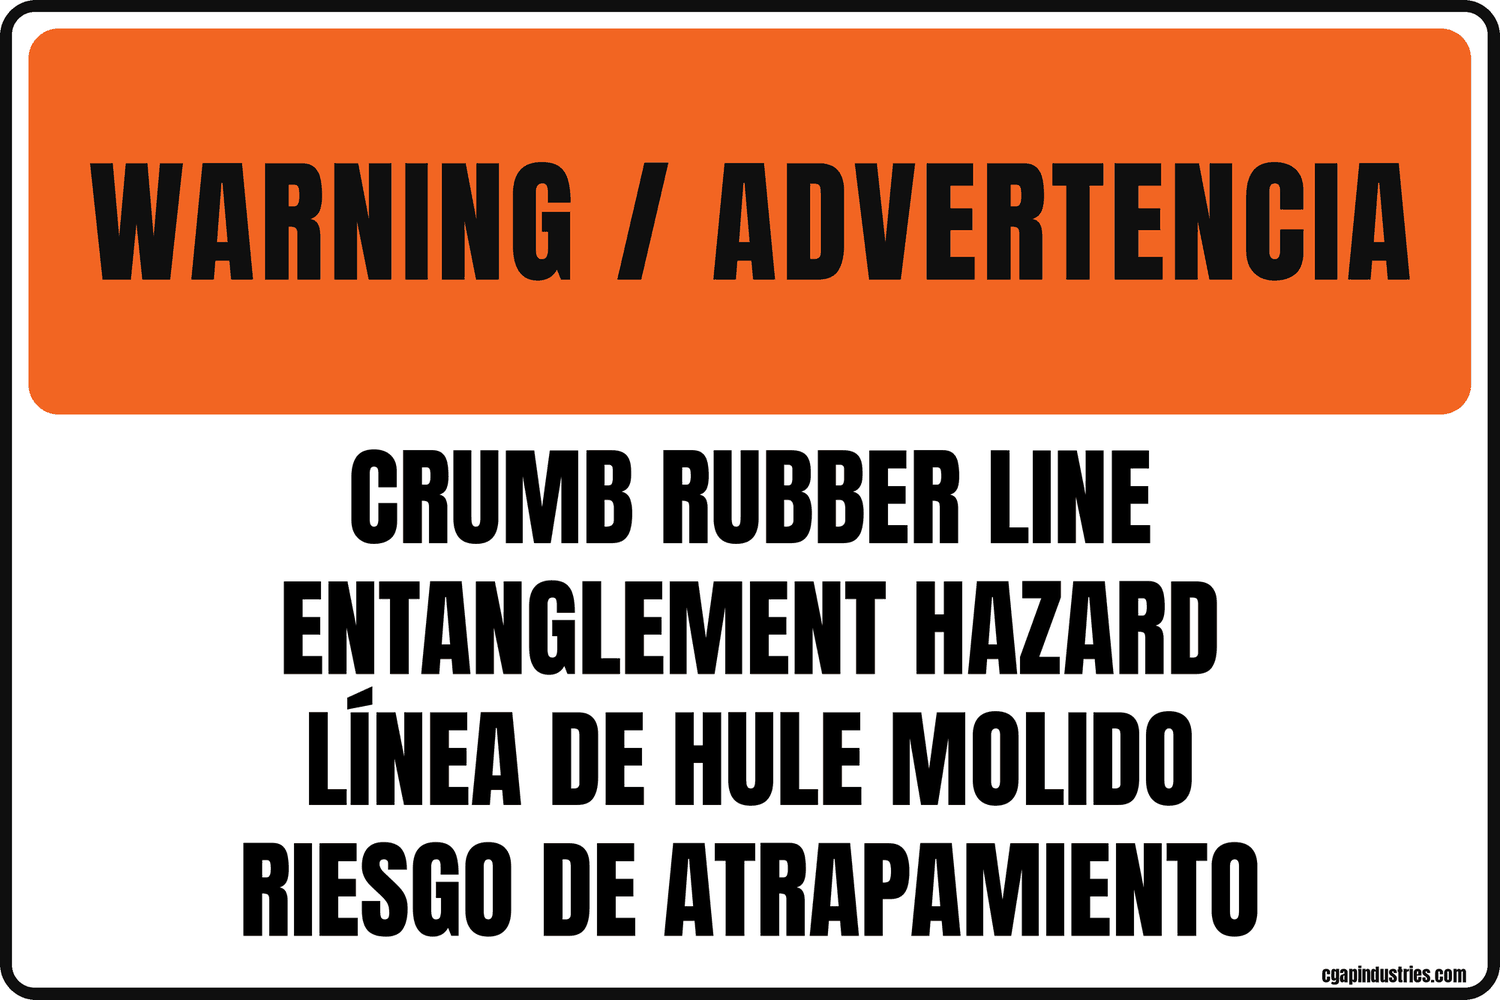 WARNING / ADVERTENCIA
CRUMB RUBBER LINE
ENTANGLEMENT HAZARD
LÍNEA DE HULE MOLIDO
RIESGO DE ATRAPAMIENTO
cgapindustries.com